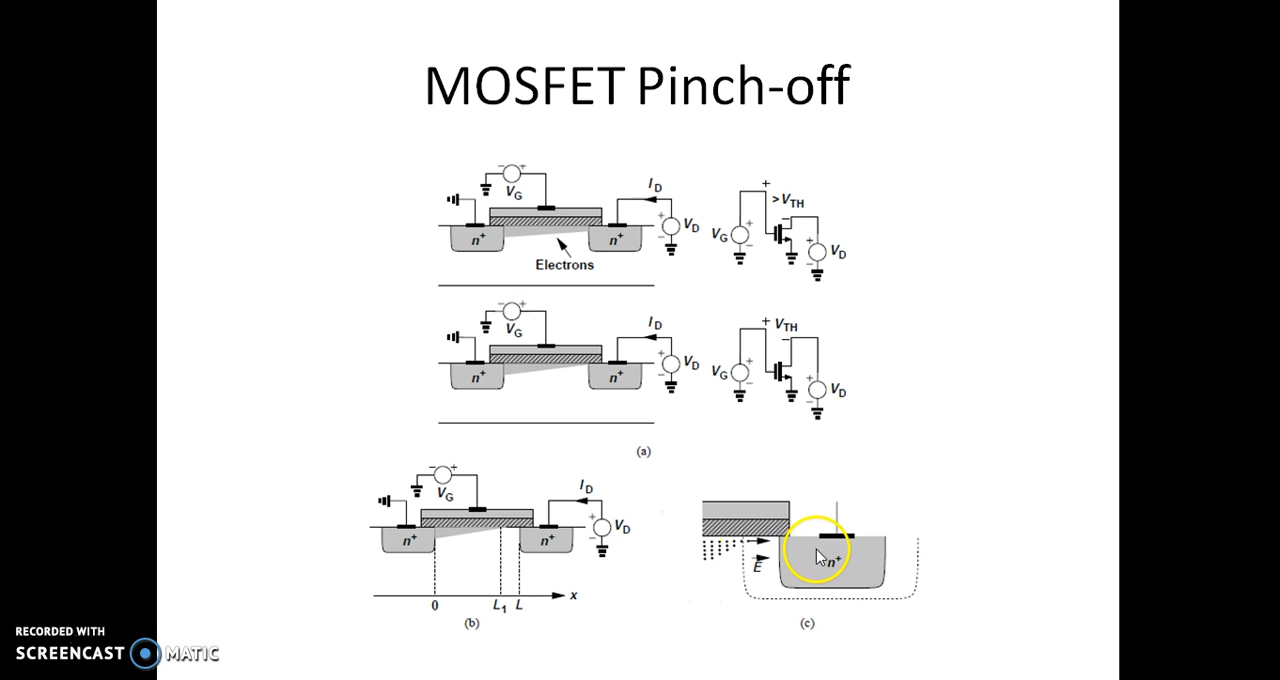 MOSFET Pinch-off
− +
V_G
I_D
+
−
V_D
n+
n+
Electrons
+
> V_TH
−
V_G
+
−
+
−
V_D
− +
V_G
I_D
+
−
V_D
n+
n+
+ V_TH
−
V_G
+
−
+
−
V_D
(a)
− +
V_G
I_D
+
−
V_D
n+
n+
0
L_1
L
x
(b)
E
n+
(c)
RECORDED WITH
SCREENCAST MATIC